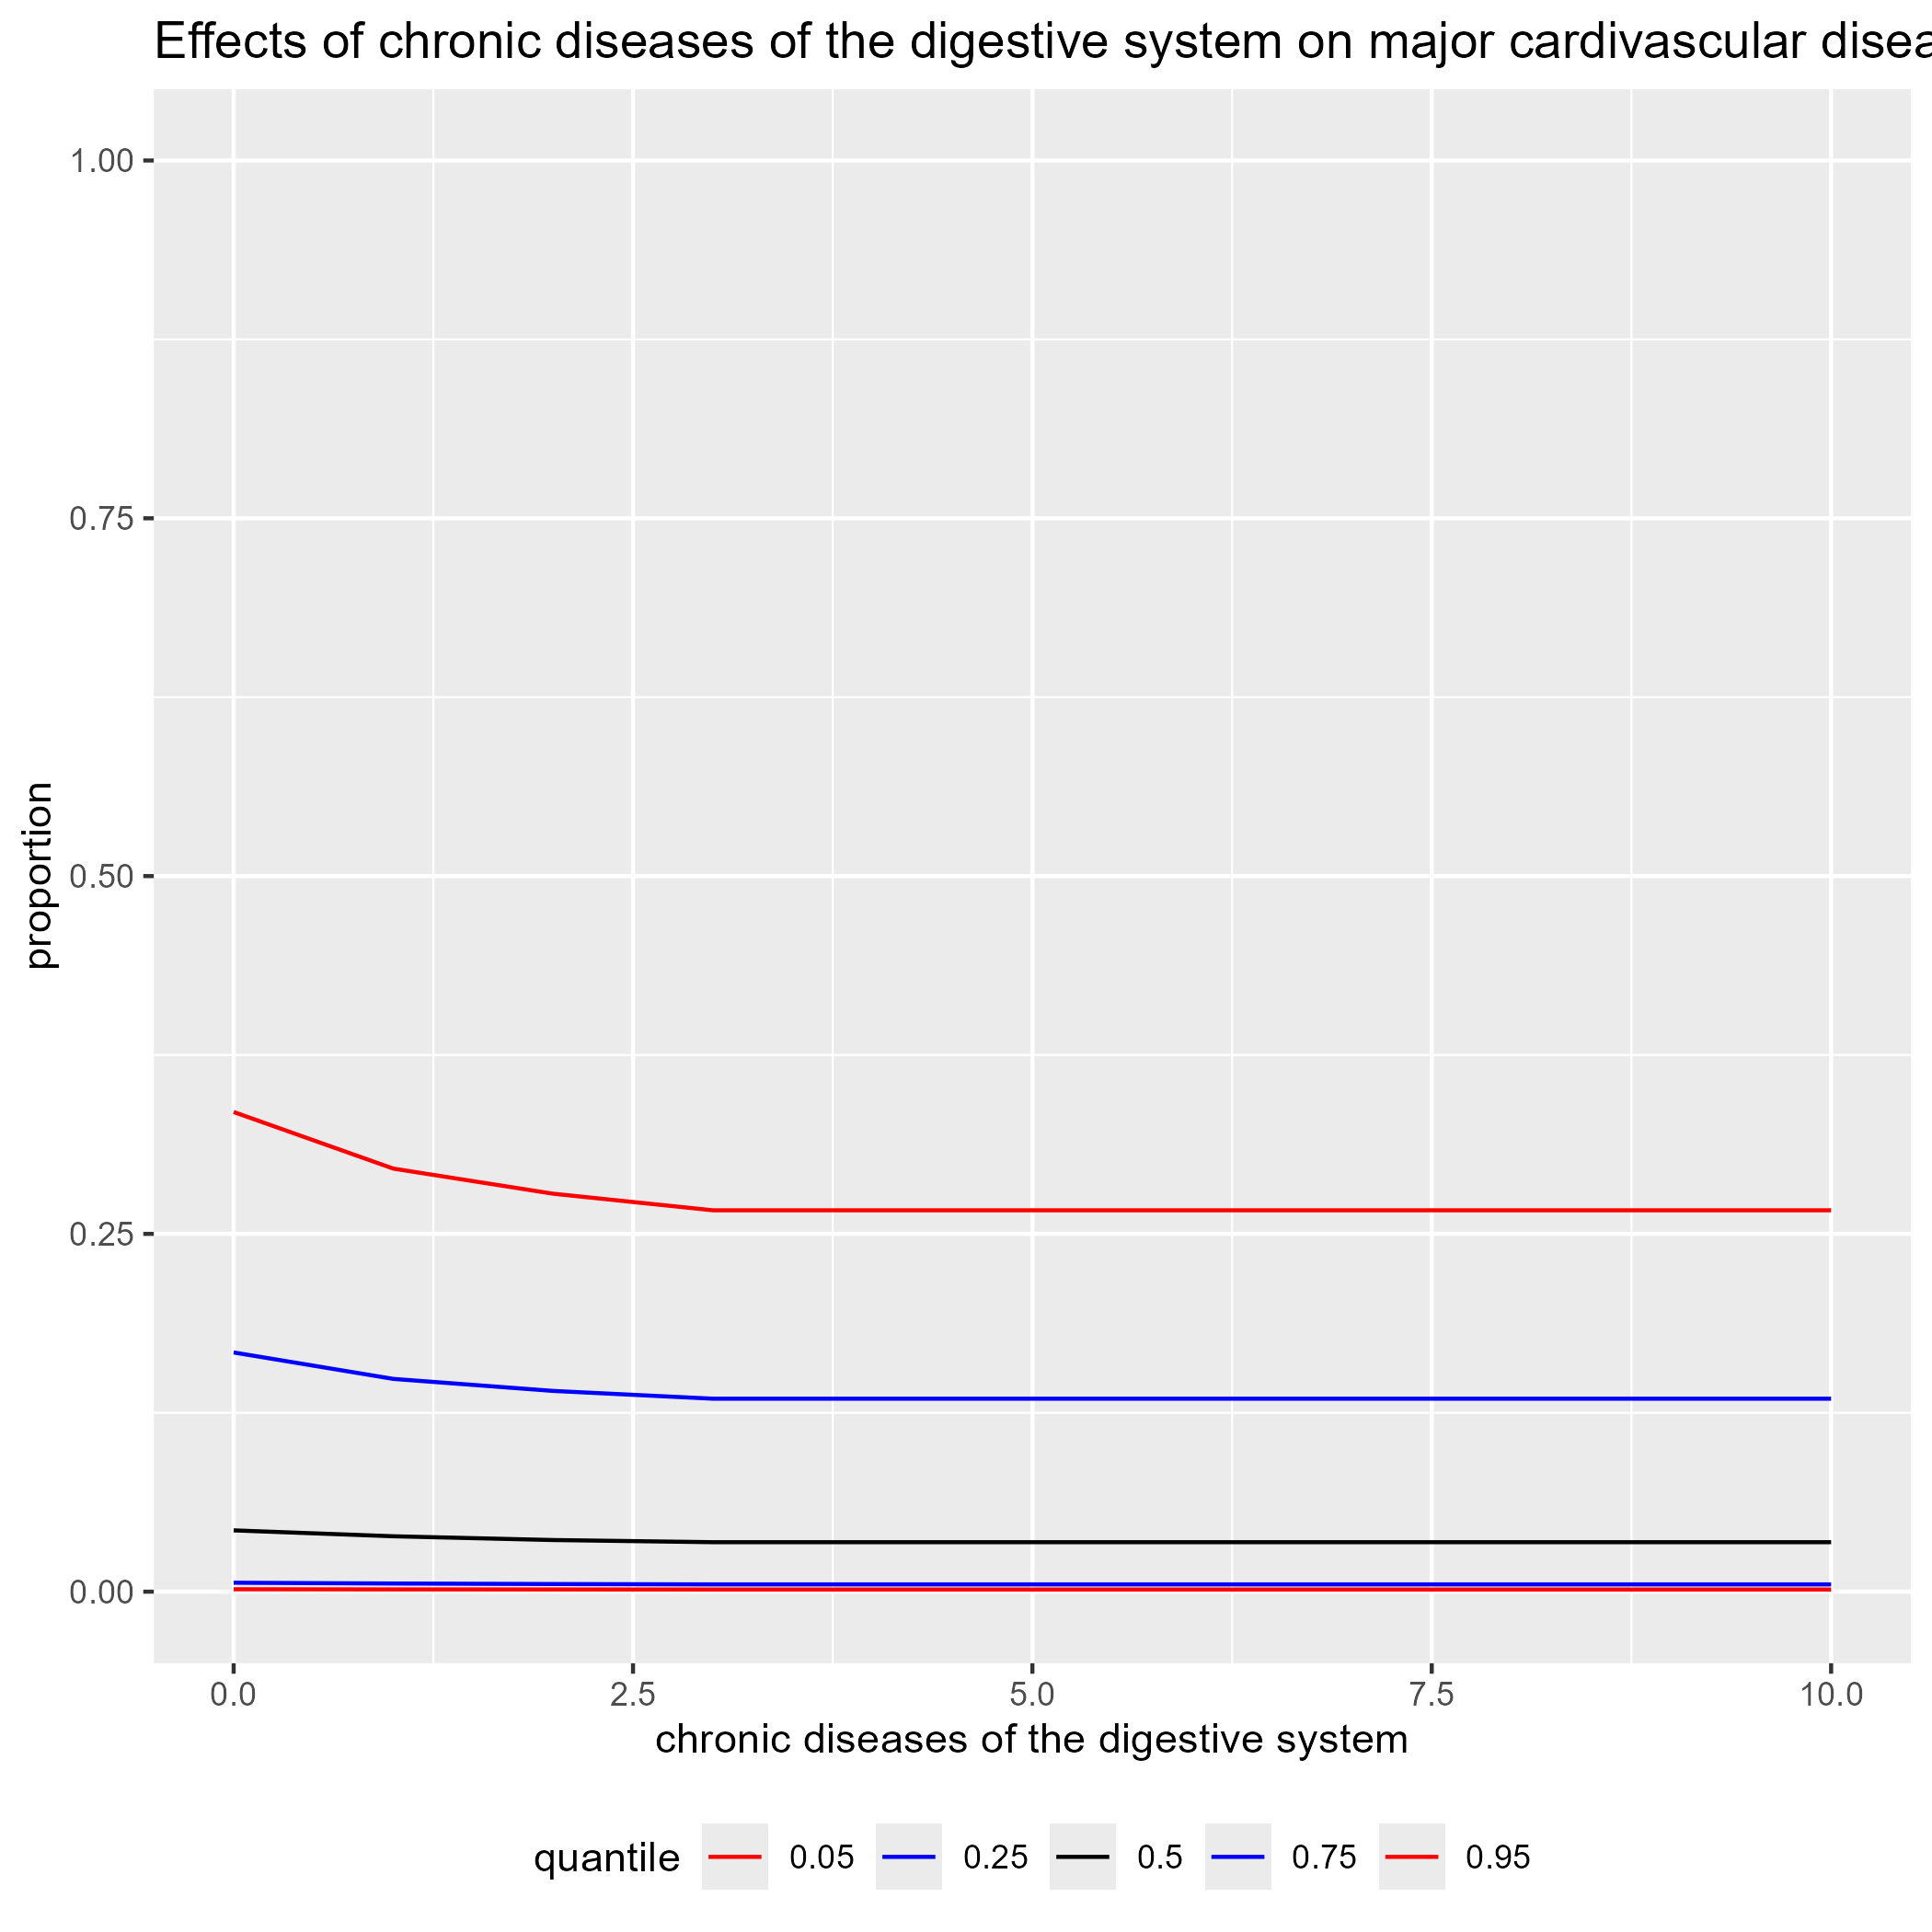 Effects of chronic diseases of the digestive system on major cardivascular disea
1.00
0.75
0.50
0.25
0.00
proportion
0.0 2.5 5.0 7.5 10.0
chronic diseases of the digestive system
quantile 0.05 0.25 0.5 0.75 0.95